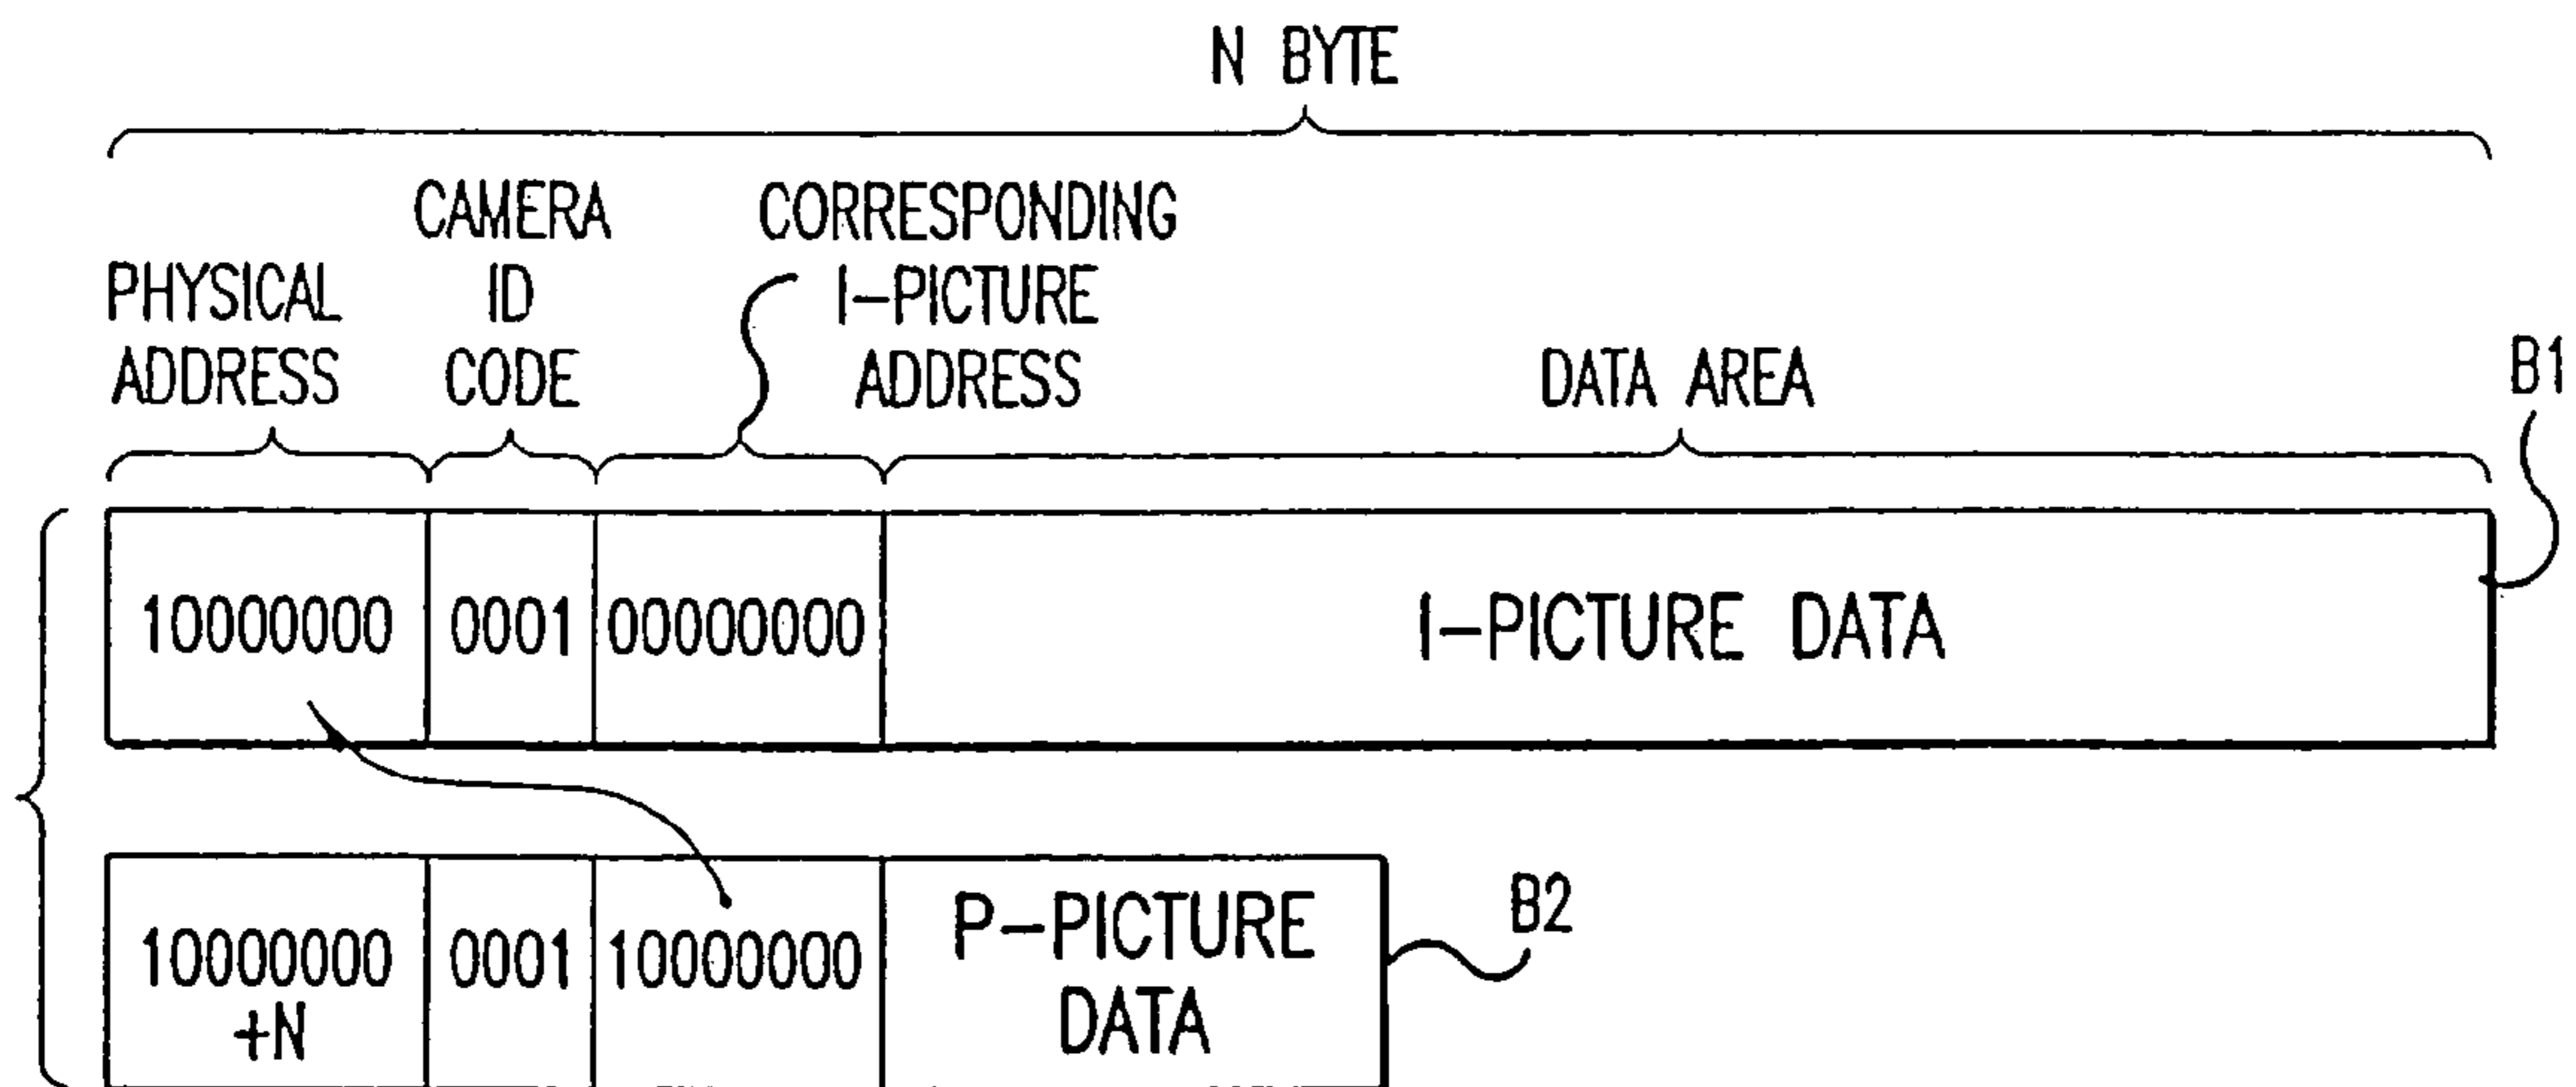 N BYTE
CAMERA
ID
CODE
CORRESPONDING
I-PICTURE
ADDRESS
PHYSICAL
ADDRESS
DATA AREA
B1
10000000 0001 00000000 I-PICTURE DATA
10000000
+N
0001 10000000
P-PICTURE
DATA
B2